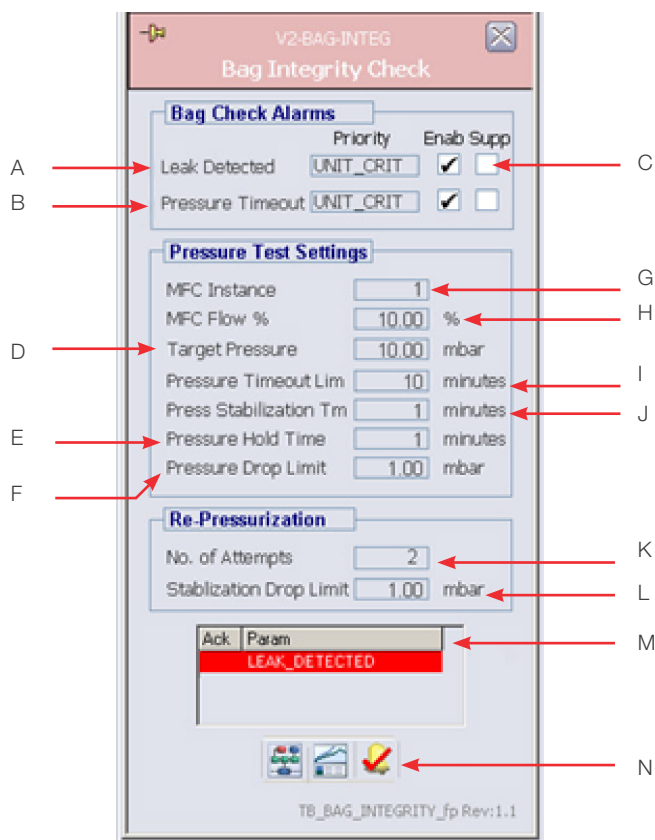 V2-BAG-INTEG
Bag Integrity Check
Bag Check Alarms
Priority Enab Supp
A Leak Detected UNIT_CRIT C
B Pressure Timeout UNIT_CRIT
Pressure Test Settings
MFC Instance 1 G
MFC Flow % 10.00 % H
D Target Pressure 10.00 mbar
Pressure Timeout Lim 10 minutes I
Press Stabilization Tm 1 minutes J
E Pressure Hold Time 1 minutes
F Pressure Drop Limit 1.00 mbar
Re-Pressurization
No. of Attempts 2 K
Stablization Drop Limit 1.00 mbar L
Ack Param M
LEAK_DETECTED
N
TB_BAG_INTEGRITY_fp Rev:1.1